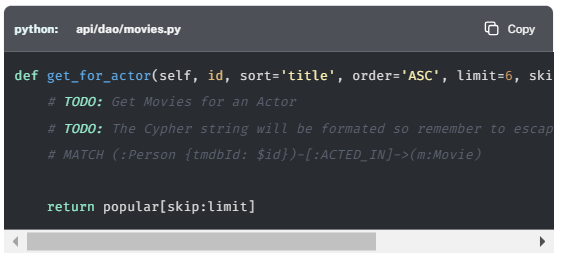 python: api/dao/movies.py Copy
def get_for_actor(self, id, sort='title', order='ASC', limit=6, ski
# TODO: Get Movies for an Actor
# TODO: The Cypher string will be formated so remember to escap
# MATCH (:Person {tmdbId: $id})-[:ACTED_IN]->(m:Movie)
return popular[skip:limit]